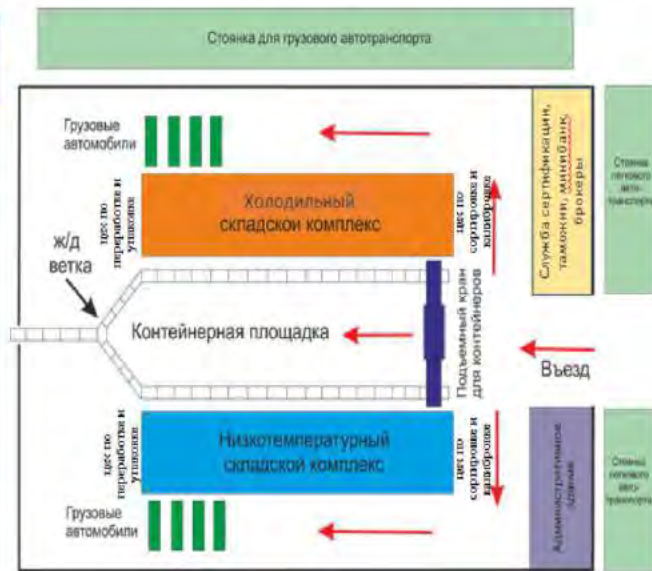 Стоянка для грузового автотранспорта
Грузовые
автомобили
Холодильный
складской комплекс
цех по
переработке и
упаковке
цех по
сортировке и
калибровке
Служба сертификации,
таможни, минибанк,
брокеры
Стоянка
легкового
авто-
транспорта
ж/д
ветка
Контейнерная площадка
Подъемный кран
для контейнеров
Въезд
Низкотемпературный
складской комплекс
цех по
переработке и
упаковке
цех по
сортировке и
калибровке
Административное
здание
Стоянка
легкового
авто-
транспорта
Грузовые
автомобили